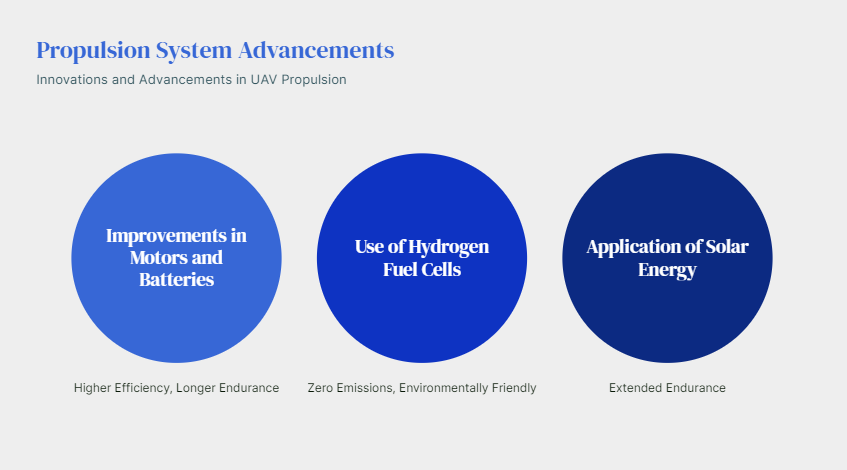 Propulsion System Advancements
Innovations and Advancements in UAV Propulsion
Improvements in
Motors and
Batteries
Higher Efficiency, Longer Endurance
Use of Hydrogen
Fuel Cells
Zero Emissions, Environmentally Friendly
Application of Solar
Energy
Extended Endurance